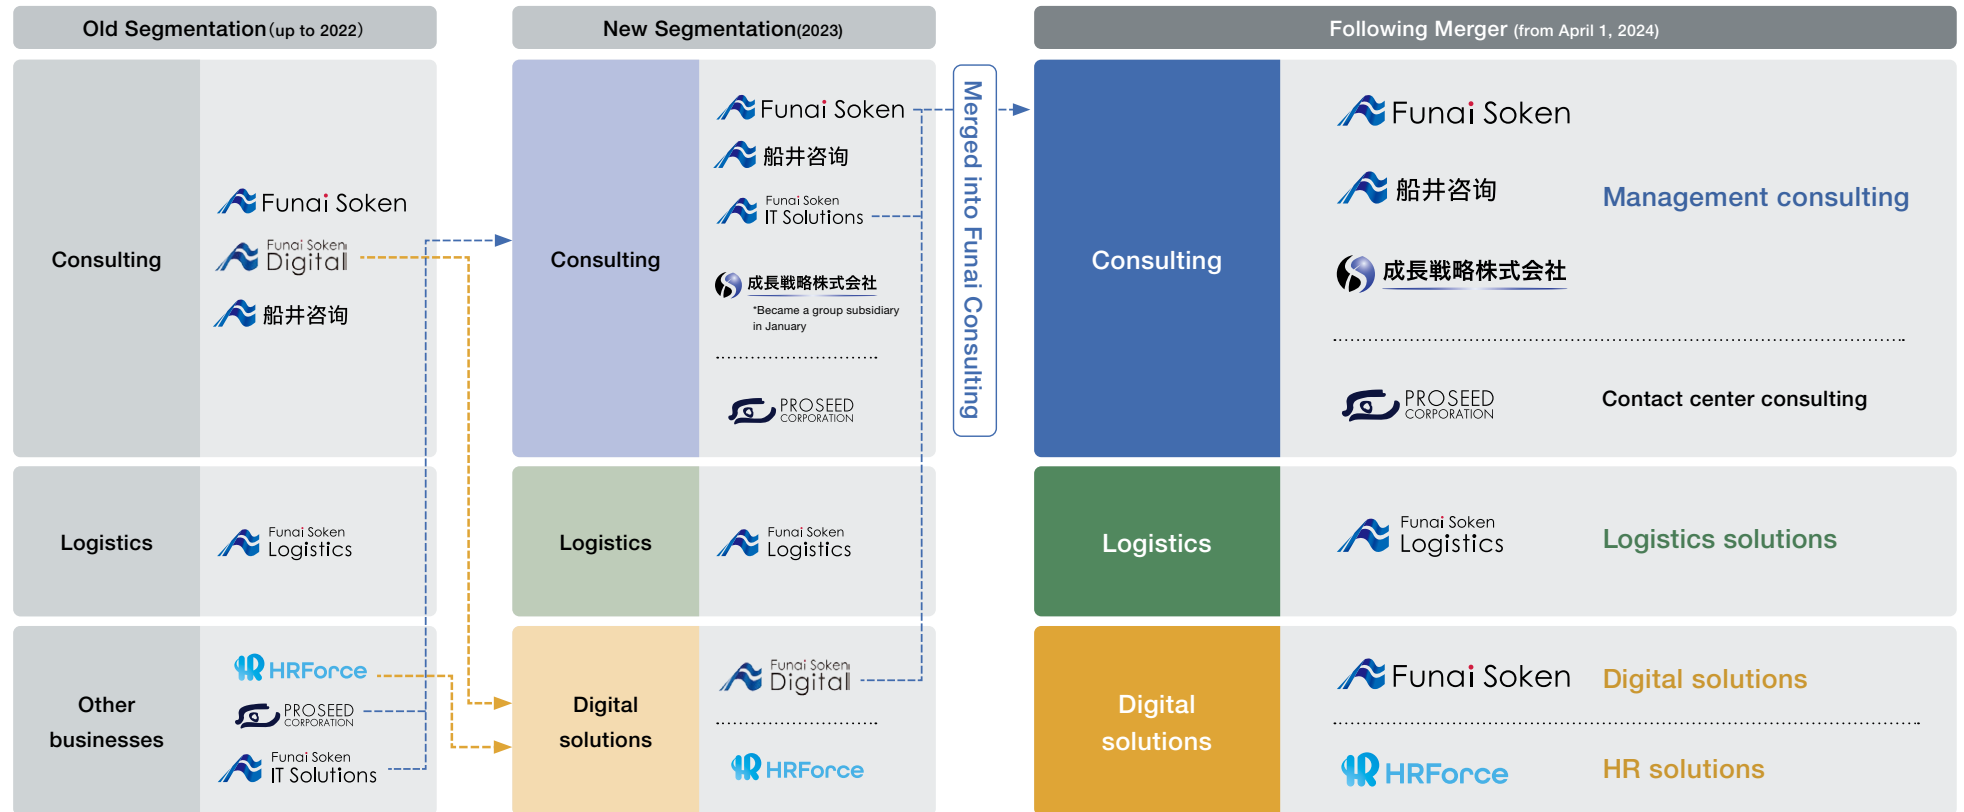 Old Segmentation(up to 2022)
Consulting
Funai Soken
Funai Soken
Digital
船井咨询
Logistics
Funai Soken
Logistics
Other
businesses
HRForce
PROSEED
CORPORATION
Funai Soken
IT Solutions
New Segmentation(2023)
Consulting
Funai Soken
船井咨询
Funai Soken
IT Solutions
成長戦略株式会社
*Became a group subsidiary
in January
PROSEED
CORPORATION
Logistics
Funai Soken
Logistics
Digital
solutions
Funai Soken
Digital
HRForce
Merged into Funai Consulting
Following Merger (from April 1, 2024)
Consulting
Funai Soken
船井咨询
成長戦略株式会社
Management consulting
PROSEED
CORPORATION
Contact center consulting
Logistics
Funai Soken
Logistics
Logistics solutions
Digital
solutions
Funai Soken
Digital solutions
HRForce
HR solutions